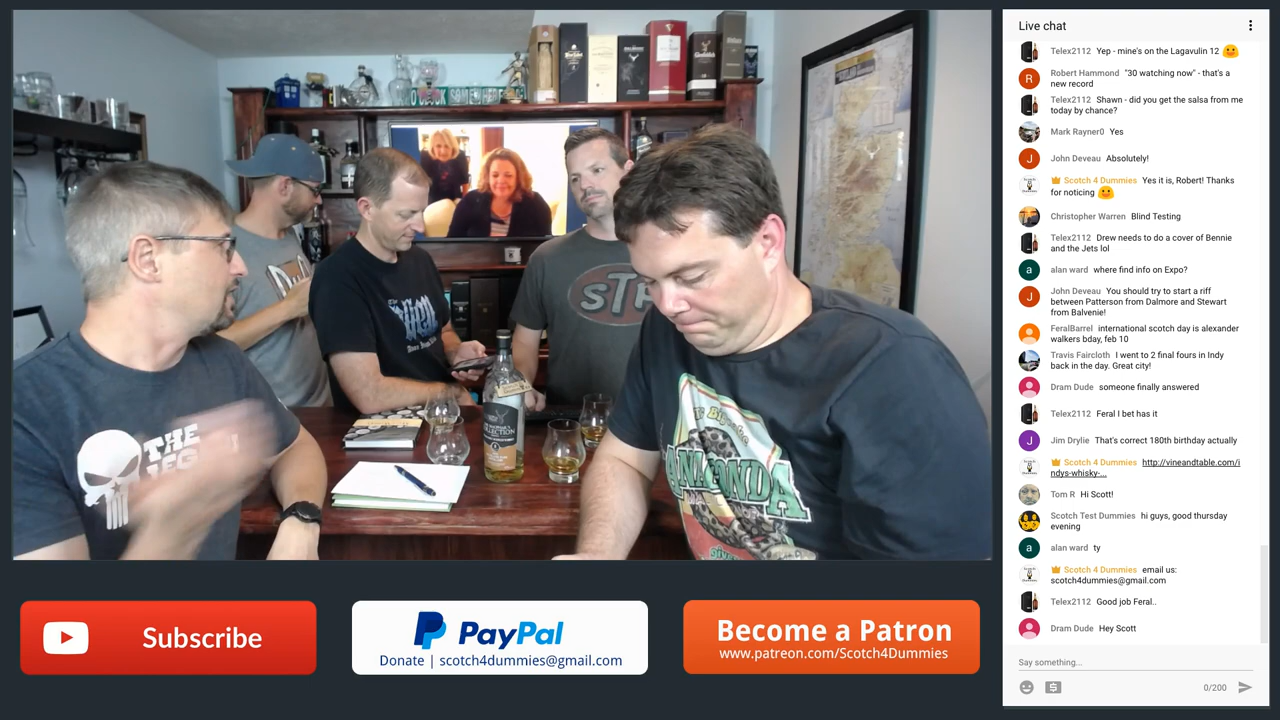 Live chat
Telex2112 Yep - mine's on the Lagavulin 12
Robert Hammond "30 watching now" - that's a
new record
Telex2112 Shawn - did you get the salsa from me
today by chance?
Mark Rayner0 Yes
John Deveau Absolutely!
Scotch 4 Dummies Yes it is, Robert! Thanks
for noticing
Christopher Warren Blind Testing
Telex2112 Drew needs to do a cover of Bennie
and the Jets lol
alan ward where find info on Expo?
John Deveau You should try to start a riff
between Patterson from Dalmore and Stewart
from Balvenie!
FeralBarrel international scotch day is alexander
walkers bday, feb 10
Travis Faircloth I went to 2 final fours in Indy
back in the day. Great city!
Dram Dude someone finally answered
Telex2112 Feral I bet has it
Jim Drylie That's correct 180th birthday actually
Scotch 4 Dummies http://vineandtable.com/i
ndys-whisky-...
Tom R Hi Scott!
Scotch Test Dummies hi guys, good thursday
evening
alan ward ty
Scotch 4 Dummies email us:
scotch4dummies@gmail.com
Telex2112 Good job Feral..
Dram Dude Hey Scott
Say something...
0/200
THE
STP
ANACONDA
Subscribe
PayPal
Donate | scotch4dummies@gmail.com
Become a Patron
www.patreon.com/Scotch4Dummies